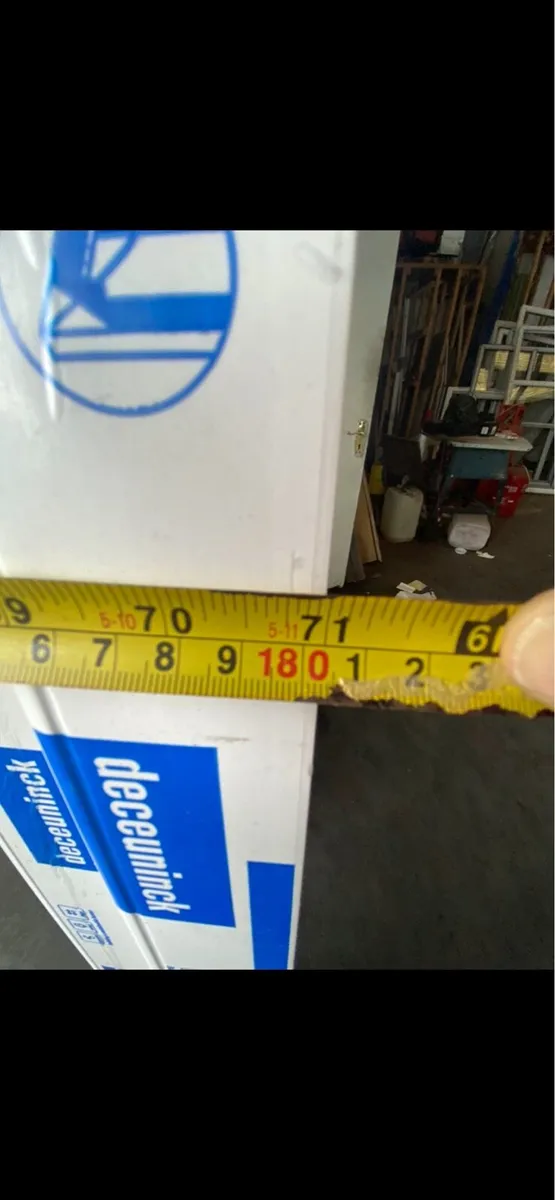 9 5-10 70 5-11 71 6
6 7 8 9 180 1 2 3
deceuninck
deceuninck